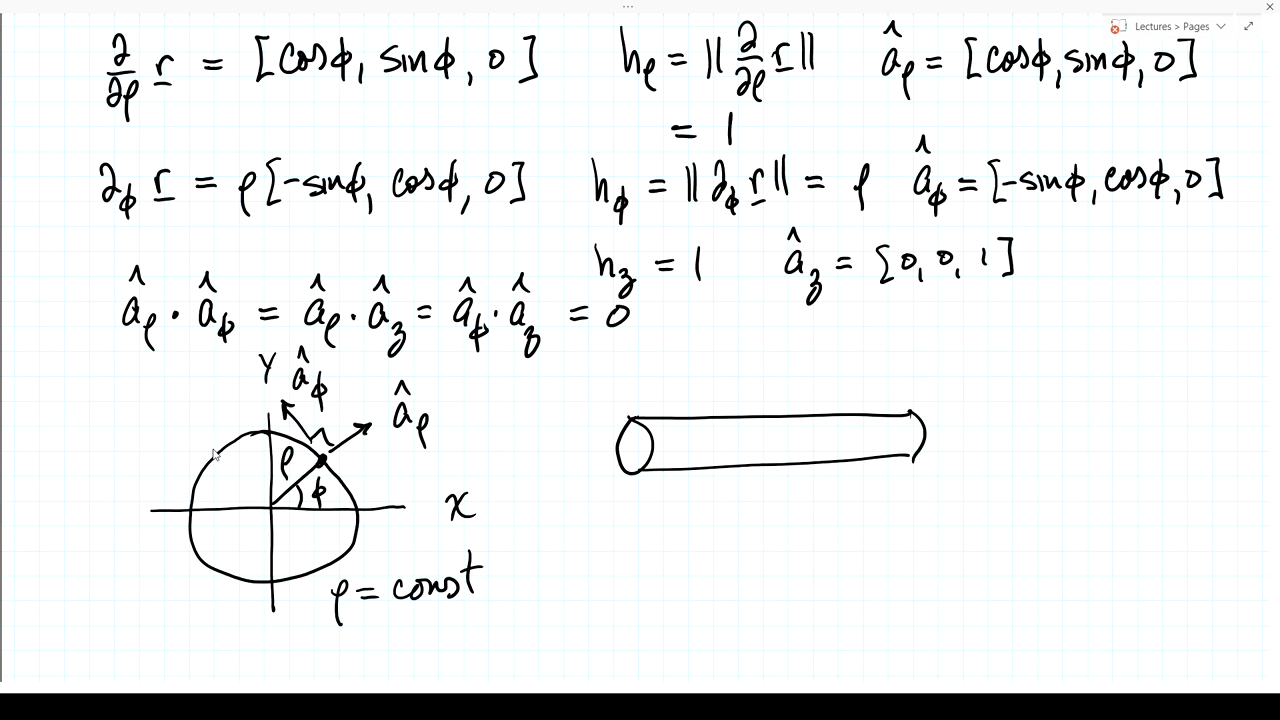 Lectures > Pages
∂/∂ρ r = [cosϕ, sinϕ, 0] h_ρ = ||∂/∂ρ r|| â_ρ = [cosϕ, sinϕ, 0]
= 1
∂_ϕ r = ρ[-sinϕ, cosϕ, 0] h_ϕ = ||∂_ϕ r|| = ρ â_ϕ = [-sinϕ, cosϕ, 0]
h_z = 1 â_z = [0, 0, 1]
â_ρ · â_ϕ = â_ρ · â_z = â_ϕ · â_z = 0
Y â_ϕ
â_ρ
ρ
ϕ
x
ρ = const